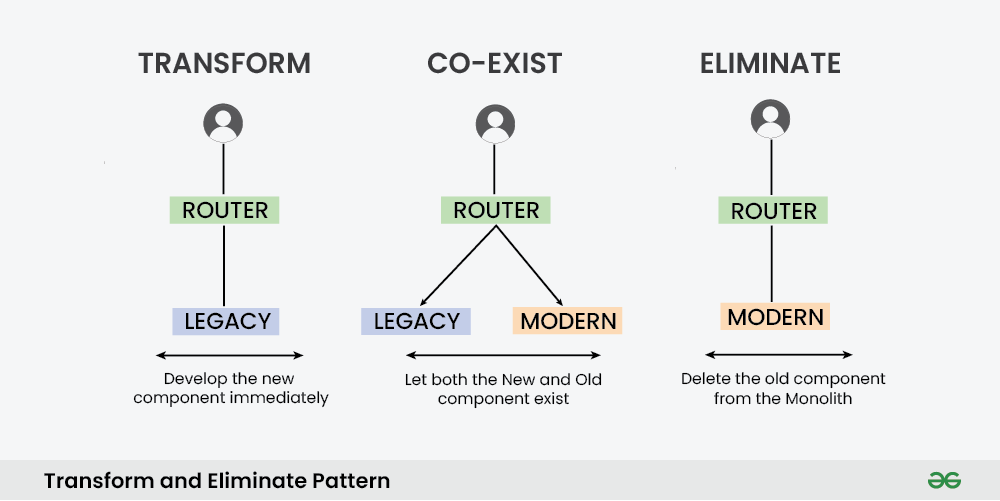 TRANSFORM
CO-EXIST
ELIMINATE
ROUTER
ROUTER
ROUTER
LEGACY
LEGACY
MODERN
MODERN
Develop the new
component immediately
Let both the New and Old
component exist
Delete the old component
from the Monolith
Transform and Eliminate Pattern